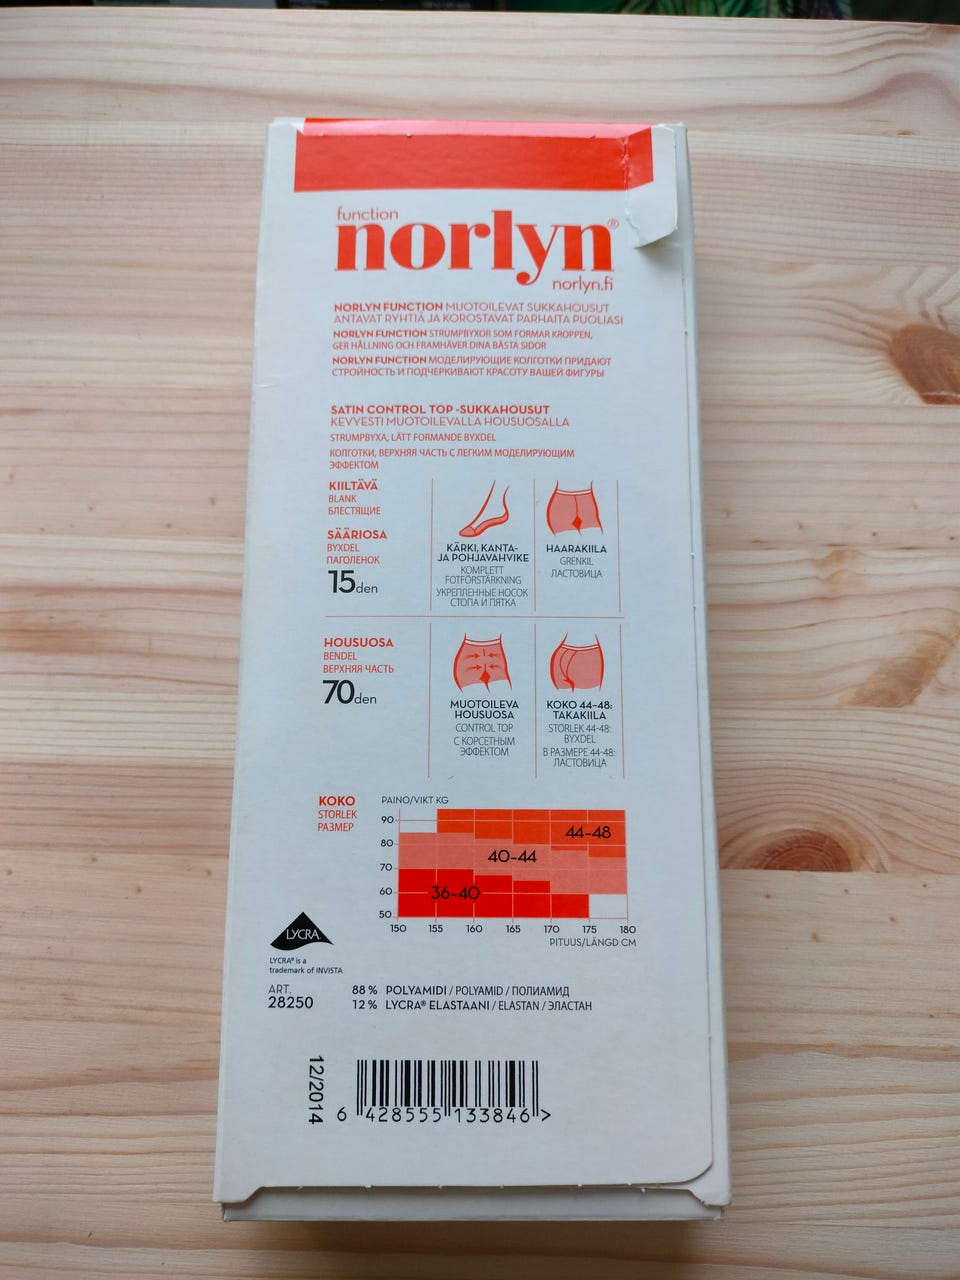 function
norlyn®
norlyn.fi
NORLYN FUNCTION MUOTOILEVAT SUKKAHOUSUT
ANTAVAT RYHTIÄ JA KOROSTAVAT PARHAITA PUOLIASI
NORLYN FUNCTION STRUMPBYXOR SOM FORMAR KROPPEN,
GER HÅLLNING OCH FRAMHÄVER DINA BÄSTA SIDOR
NORLYN FUNCTION МОДЕЛИРУЮЩИЕ КОЛГОТКИ ПРИДАЮТ
СТРОЙНОСТЬ И ПОДЧЕРКИВАЮТ КРАСОТУ ВАШЕЙ ФИГУРЫ
SATIN CONTROL TOP -SUKKAHOUSUT
KEVYESTI MUOTOILEVALLA HOUSUOSALLA
STRUMPBYXA, LÄTT FORMANDE BYXDEL
КОЛГОТКИ, ВЕРХНЯЯ ЧАСТЬ С ЛЕГКИМ МОДЕЛИРУЮЩИМ
ЭФФЕКТОМ
KIILTÄVÄ
BLANK
БЛЕСТЯЩИЕ
SÄÄRIOSA
BYXDEL
ПАГОЛЕНОК
15den
KÄRKI, KANTA-
JA POHJAVAHVIKE
KOMPLETT
FOTFÖRSTÄRKNING
УКРЕПЛЕННЫЕ НОСОК
СТОПА И ПЯТКА
HAARAKIILA
GRENKIL
ЛАСТОВИЦА
HOUSUOSA
BENDEL
ВЕРХНЯЯ ЧАСТЬ
70den
MUOTOILEVA
HOUSUOSA
CONTROL TOP
С КОРСЕТНЫМ
ЭФФЕКТОМ
KOKO 44-48:
TAKAKIILA
STORLEK 44-48:
BYXDEL
В РАЗМЕРЕ 44-48:
ЛАСТОВИЦА
KOKO
STORLEK
РАЗМЕР
PAINO/VIKT KG
90
80
70
60
50
44-48
40-44
36-40
150 155 160 165 170 175 180
PITUUS/LÄNGD CM
LYCRA®
LYCRA® is a
trademark of INVISTA
ART.
28250
88 % POLYAMIDI / POLYAMID / ПОЛИАМИД
12 % LYCRA® ELASTAANI / ELASTAN / ЭЛАСТАН
12/2014
6 428555 133846 >